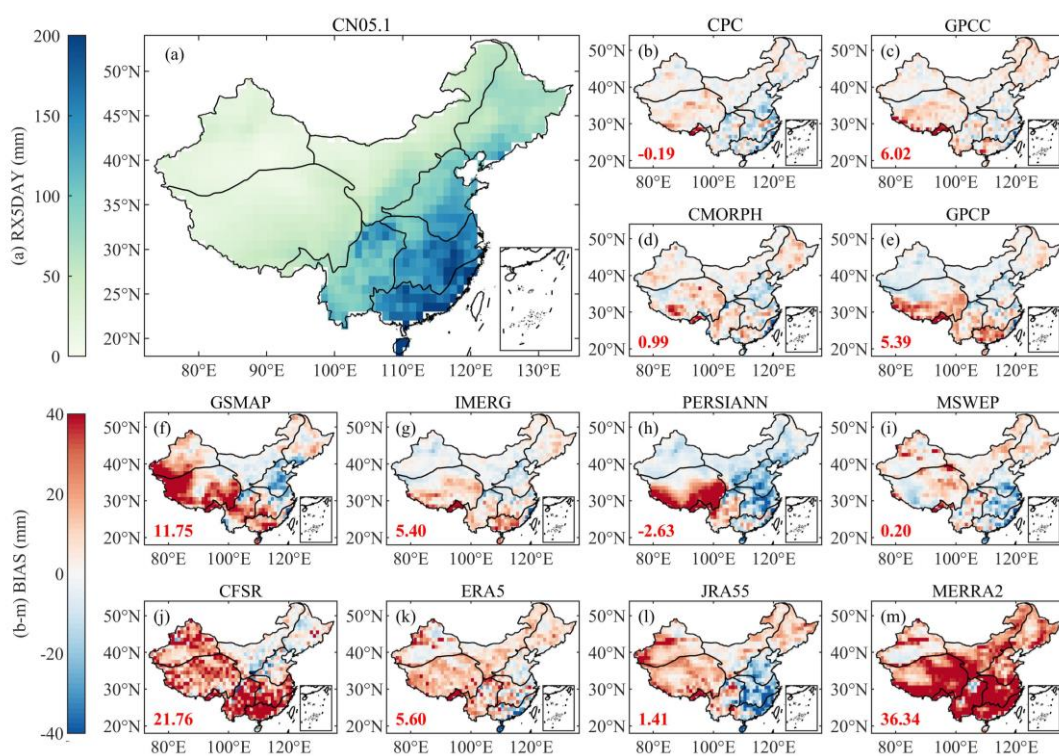 CN05.1
CPC
GPCC
(a) RX5DAY (mm)
200
150
100
50
0
(a)
50°N
45°N
40°N
35°N
30°N
25°N
20°N
80°E
90°E
100°E
110°E
120°E
130°E
(b)
-0.19
50°N
40°N
30°N
20°N
80°E
100°E
120°E
(c)
6.02
50°N
40°N
30°N
20°N
80°E
100°E
120°E
CMORPH
GPCP
(d)
0.99
50°N
40°N
30°N
20°N
80°E
100°E
120°E
(e)
5.39
50°N
40°N
30°N
20°N
80°E
100°E
120°E
(b-m) BIAS (mm)
40
20
0
-20
-40
GSMAP
IMERG
PERSIANN
MSWEP
(f)
11.75
50°N
40°N
30°N
20°N
80°E
100°E
120°E
(g)
5.40
50°N
40°N
30°N
20°N
80°E
100°E
120°E
(h)
-2.63
50°N
40°N
30°N
20°N
80°E
100°E
120°E
(i)
0.20
50°N
40°N
30°N
20°N
80°E
100°E
120°E
CFSR
ERA5
JRA55
MERRA2
(j)
21.76
50°N
40°N
30°N
20°N
80°E
100°E
120°E
(k)
5.60
50°N
40°N
30°N
20°N
80°E
100°E
120°E
(l)
1.41
50°N
40°N
30°N
20°N
80°E
100°E
120°E
(m)
36.34
50°N
40°N
30°N
20°N
80°E
100°E
120°E